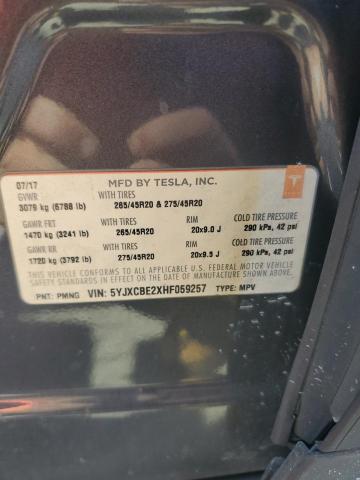 MFD BY TESLA, INC.
07/17
GVWR WITH TIRES
3079 kg (6788 lb) 265/45R20 & 275/45R20
GAWR FRT WITH TIRES RIM COLD TIRE PRESSURE
1470 kg (3241 lb) 265/45R20 20x9.0 J 290 kPa, 42 psi
GAWR RR WITH TIRES RIM COLD TIRE PRESSURE
1720 kg (3792 lb) 275/45R20 20x9.5 J 290 kPa, 42 psi
THIS VEHICLE CONFORMS TO ALL APPLICABLE U.S. FEDERAL MOTOR VEHICLE
SAFETY STANDARDS IN EFFECT ON THE DATE OF MANUFACTURE SHOWN ABOVE.
PNT: PMNG VIN: 5YJXCBE2XHF059257 TYPE: MPV